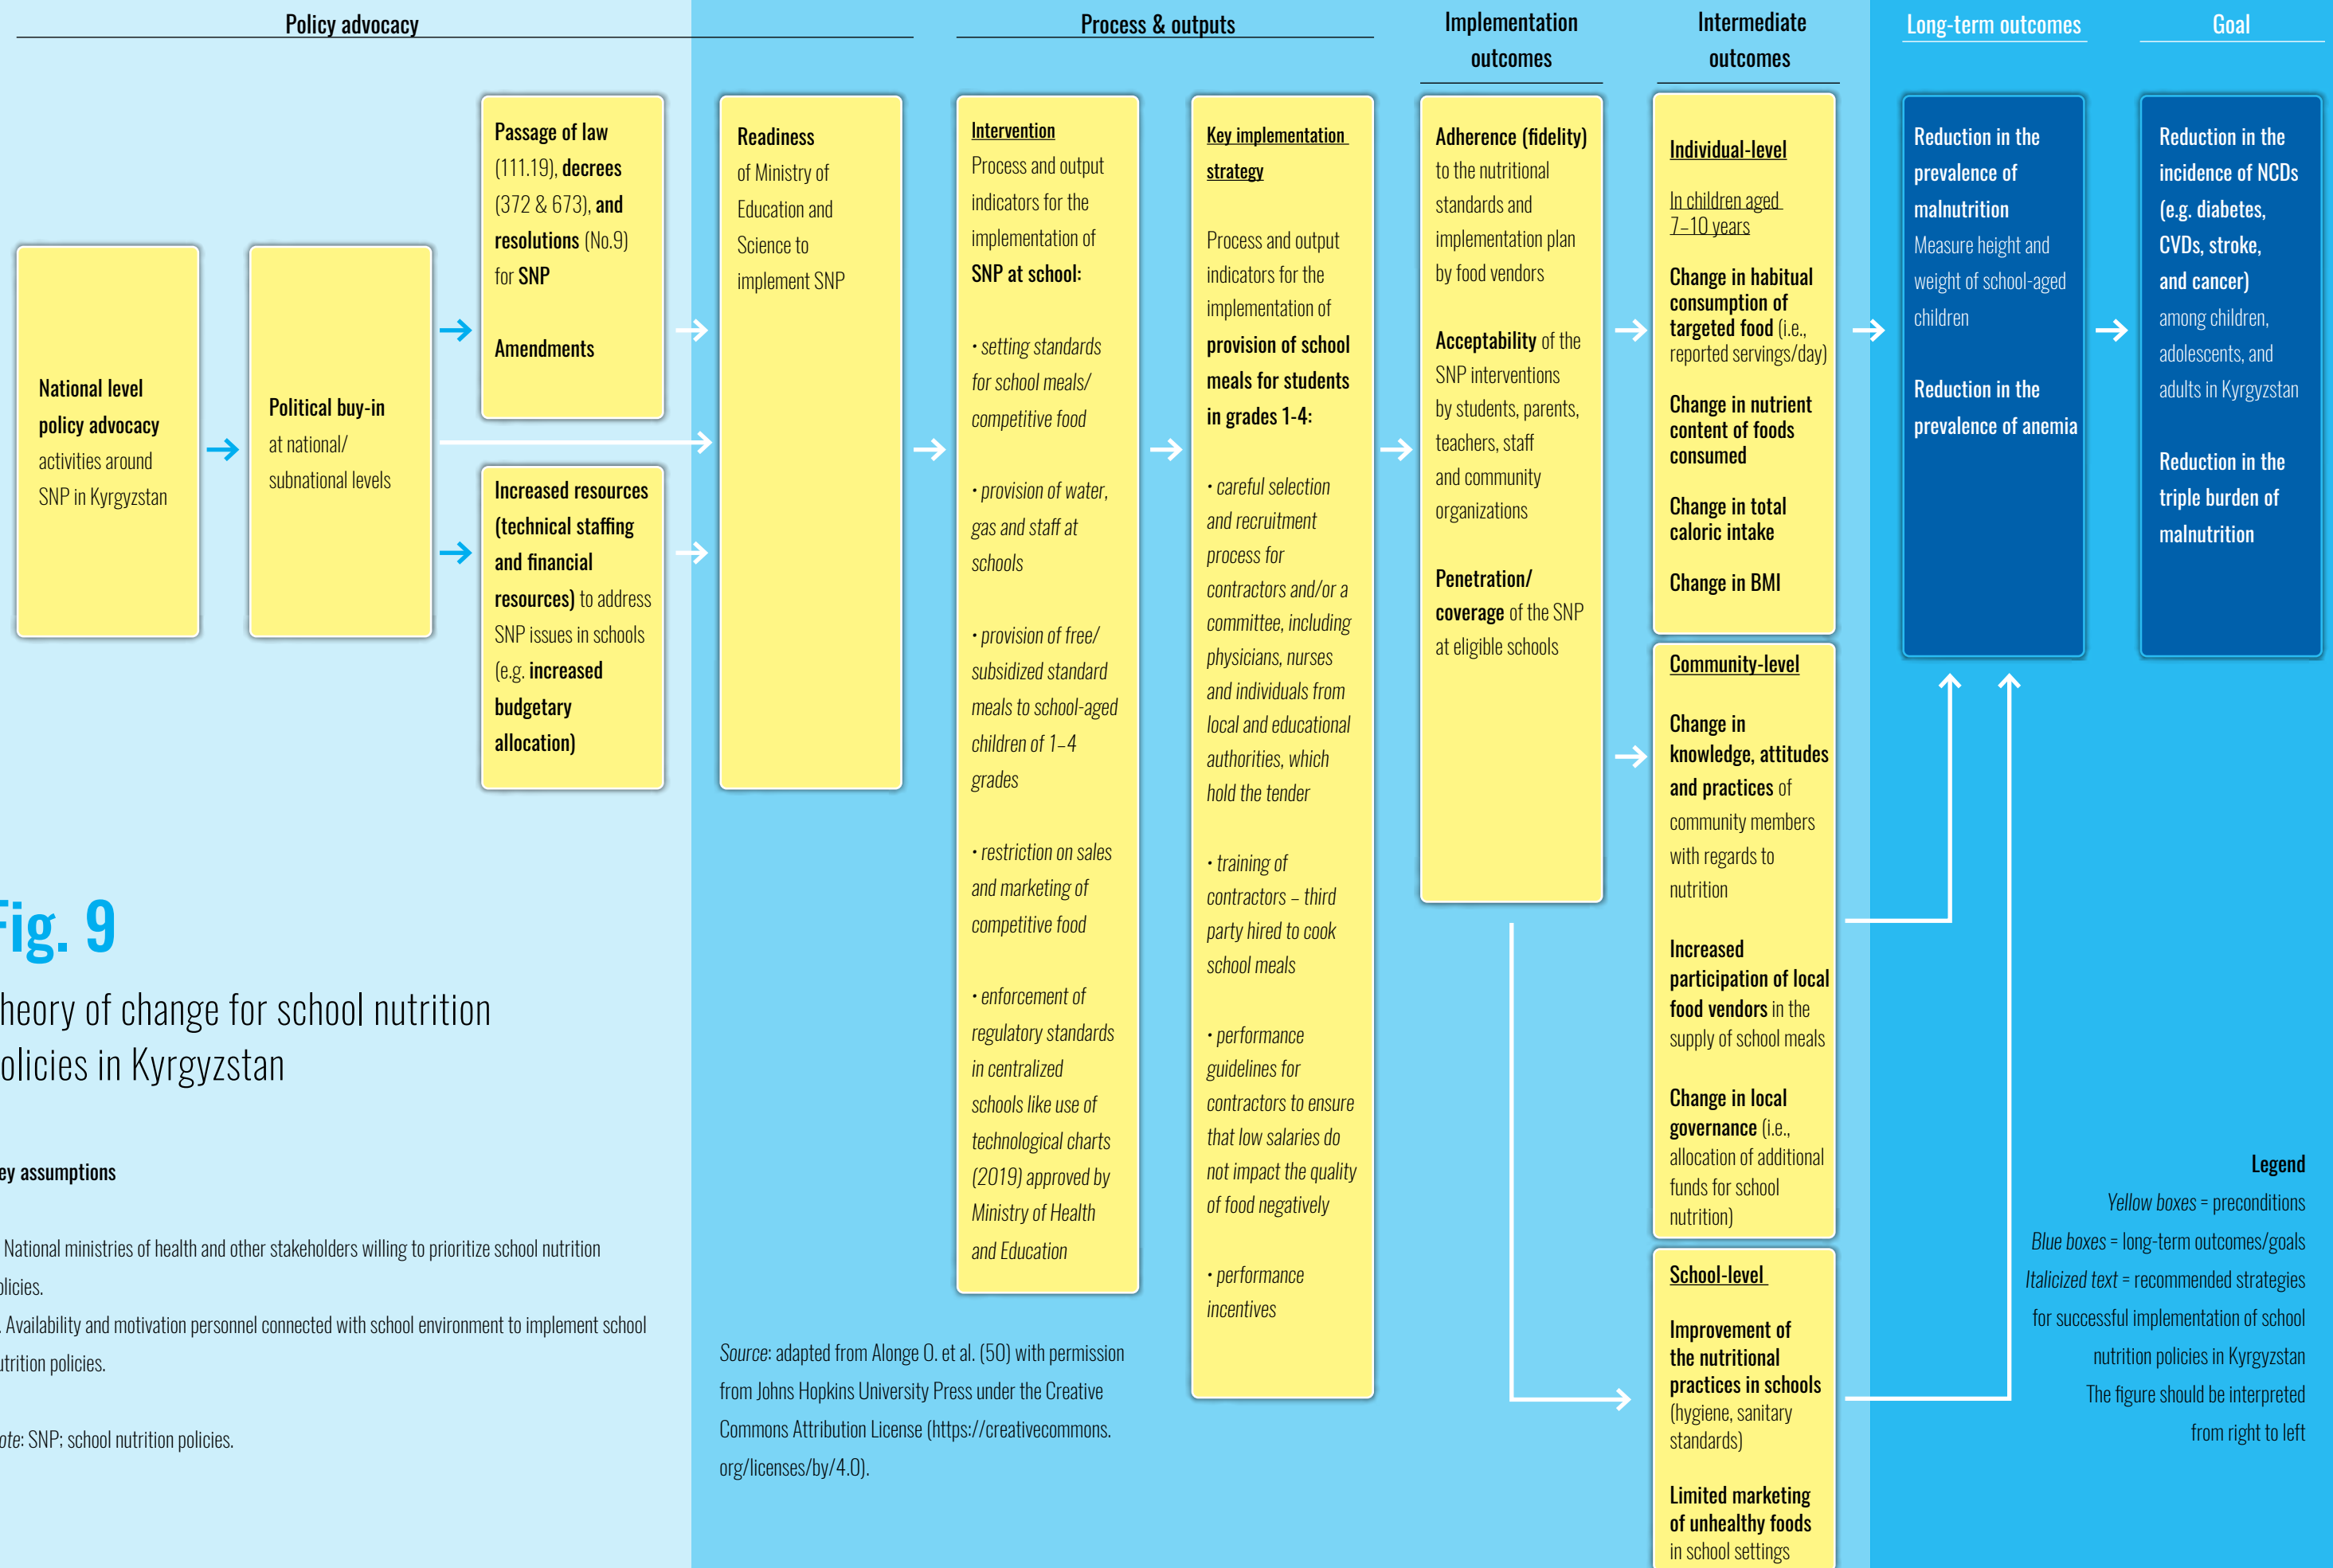 Policy advocacy
Process & outputs
Implementation
outcomes
Intermediate
outcomes
Long-term outcomes
Goal
National level
policy advocacy
activities around
SNP in Kyrgyzstan
Political buy-in
at national/
subnational levels
Passage of law
(111.19), decrees
(372 & 673), and
resolutions (No.9)
for SNP
Amendments
Increased resources
(technical staffing
and financial
resources) to address
SNP issues in schools
(e.g. increased
budgetary
allocation)
Readiness
of Ministry of
Education and
Science to
implement SNP
Intervention
Process and output
indicators for the
implementation of
SNP at school:
• setting standards
for school meals/
competitive food
• provision of water,
gas and staff at
schools
• provision of free/
subsidized standard
meals to school-aged
children of 1–4
grades
• restriction on sales
and marketing of
competitive food
• enforcement of
regulatory standards
in centralized
schools like use of
technological charts
(2019) approved by
Ministry of Health
and Education
Key implementation
strategy
Process and output
indicators for the
implementation of
provision of school
meals for students
in grades 1-4:
• careful selection
and recruitment
process for
contractors and/or a
committee, including
physicians, nurses
and individuals from
local and educational
authorities, which
hold the tender
• training of
contractors – third
party hired to cook
school meals
• performance
guidelines for
contractors to ensure
that low salaries do
not impact the quality
of food negatively
• performance
incentives
Adherence (fidelity)
to the nutritional
standards and
implementation plan
by food vendors
Acceptability of the
SNP interventions
by students, parents,
teachers, staff
and community
organizations
Penetration/
coverage of the SNP
at eligible schools
Individual-level
In children aged
7–10 years
Change in habitual
consumption of
targeted food (i.e.,
reported servings/day)
Change in nutrient
content of foods
consumed
Change in total
caloric intake
Change in BMI
Community-level
Change in
knowledge, attitudes
and practices of
community members
with regards to
nutrition
Increased
participation of local
food vendors in the
supply of school meals
Change in local
governance (i.e.,
allocation of additional
funds for school
nutrition)
School-level
Improvement of
the nutritional
practices in schools
(hygiene, sanitary
standards)
Limited marketing
of unhealthy foods
in school settings
Reduction in the
prevalence of
malnutrition
Measure height and
weight of school-aged
children
Reduction in the
prevalence of anemia
Reduction in the
incidence of NCDs
(e.g. diabetes,
CVDs, stroke,
and cancer)
among children,
adolescents, and
adults in Kyrgyzstan
Reduction in the
triple burden of
malnutrition
Fig. 9
heory of change for school nutrition
olicies in Kyrgyzstan
ey assumptions
National ministries of health and other stakeholders willing to prioritize school nutrition
olicies.
. Availability and motivation personnel connected with school environment to implement school
utrition policies.
ote: SNP; school nutrition policies.
Source: adapted from Alonge O. et al. (50) with permission
from Johns Hopkins University Press under the Creative
Commons Attribution License (https://creativecommons.
org/licenses/by/4.0).
Legend
Yellow boxes = preconditions
Blue boxes = long-term outcomes/goals
Italicized text = recommended strategies
for successful implementation of school
nutrition policies in Kyrgyzstan
The figure should be interpreted
from right to left